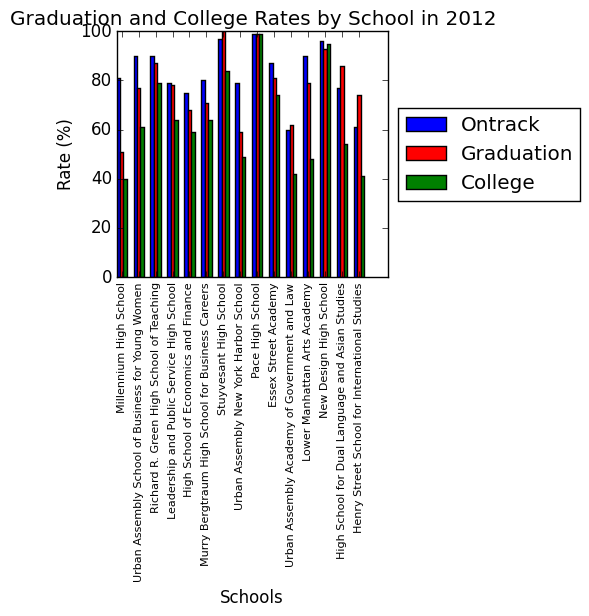 Graduation and College Rates by School in 2012
100
80
60
40
20
0
Rate (%)
Ontrack
Graduation
College
Millennium High School
Urban Assembly School of Business for Young Women
Richard R. Green High School of Teaching
Leadership and Public Service High School
High School of Economics and Finance
Murry Bergtraum High School for Business Careers
Stuyvesant High School
Urban Assembly New York Harbor School
Pace High School
Essex Street Academy
Urban Assembly Academy of Government and Law
Lower Manhattan Arts Academy
New Design High School
High School for Dual Language and Asian Studies
Henry Street School for International Studies
Schools